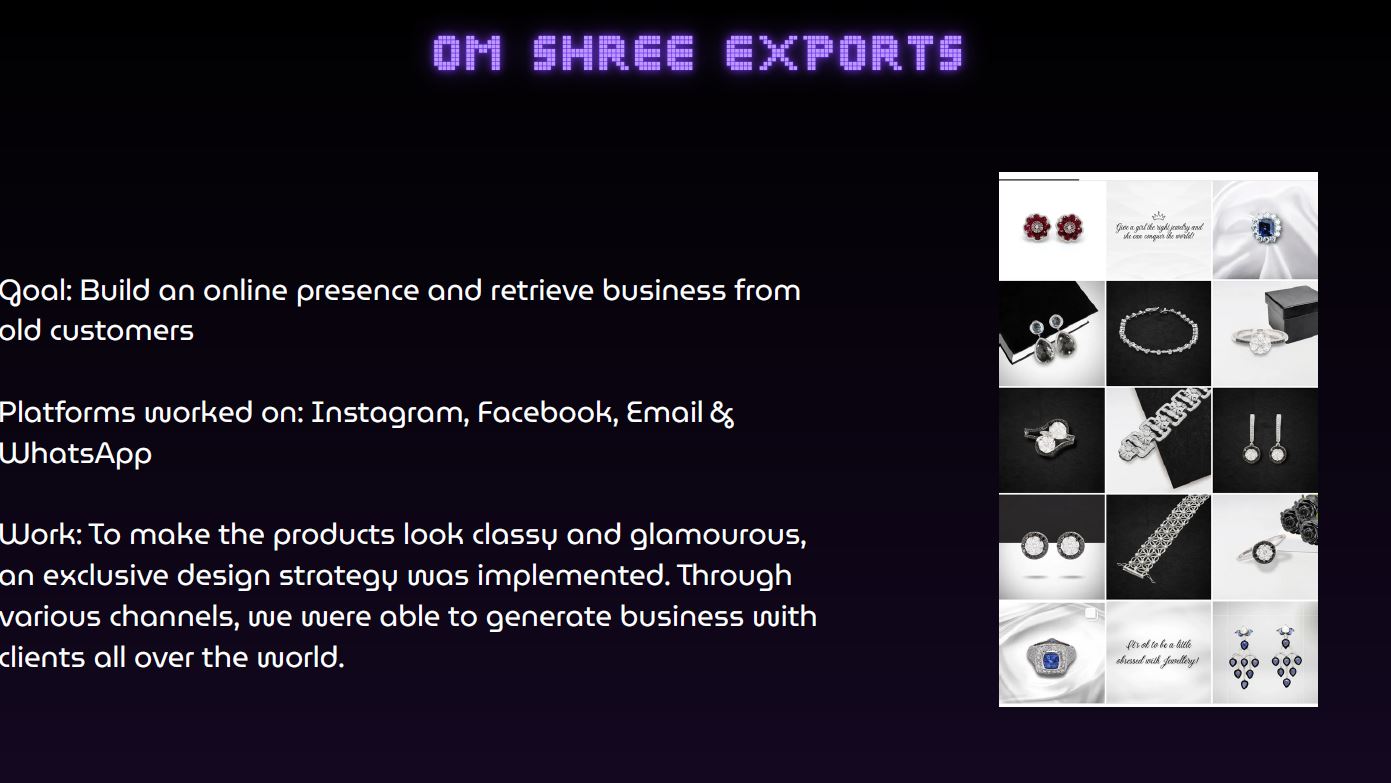 OM SHREE EXPORTS
Goal: Build an online presence and retrieve business from
old customers
Platforms worked on: Instagram, Facebook, Email &
WhatsApp
Work: To make the products look classy and glamourous,
an exclusive design strategy was implemented. Through
various channels, we were able to generate business with
clients all over the world.
Give a girl the right jewelry and
she can conquer the world!
It's ok to be a little
obsessed with Jewellery!